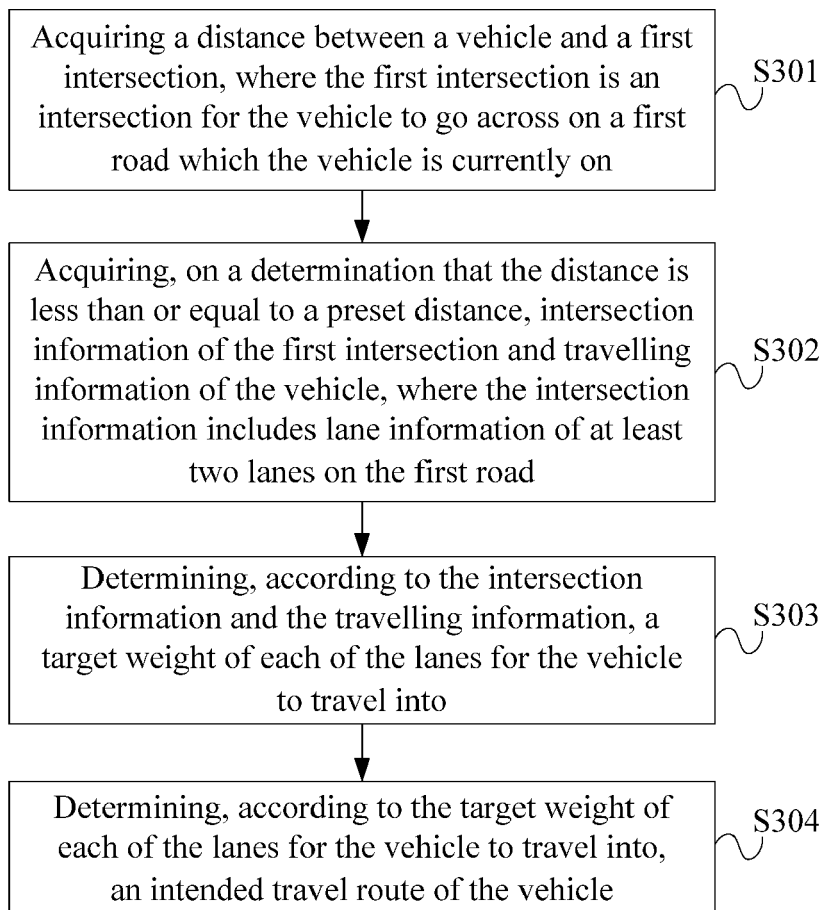 Acquiring a distance between a vehicle and a first
intersection, where the first intersection is an
intersection for the vehicle to go across on a first
road which the vehicle is currently on
S301
Acquiring, on a determination that the distance is
less than or equal to a preset distance, intersection
information of the first intersection and travelling
information of the vehicle, where the intersection
information includes lane information of at least
two lanes on the first road
S302
Determining, according to the intersection
information and the travelling information, a
target weight of each of the lanes for the vehicle
to travel into
S303
Determining, according to the target weight of
each of the lanes for the vehicle to travel into,
an intended travel route of the vehicle
S304